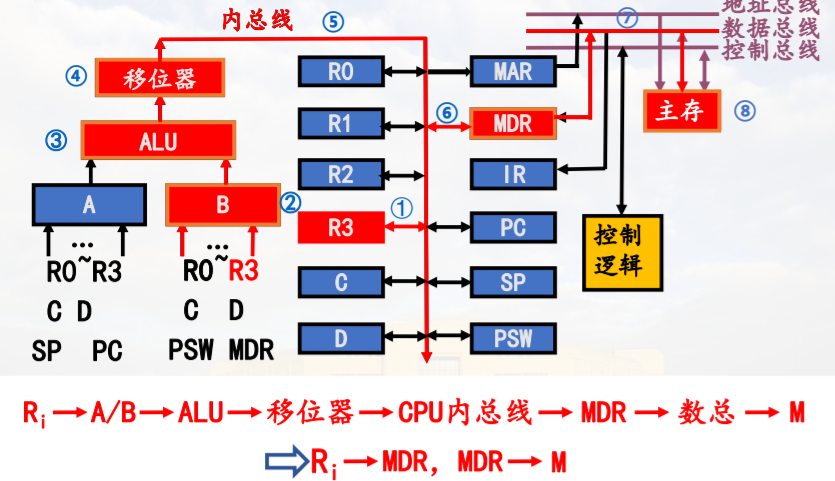 地址总线
内总线 ⑤ ⑦ 数据总线
控制总线
④ 移位器 R0 MAR
③ ALU R1 ⑥ MDR 主存 ⑧
R2 IR
A B ② R3 ① PC 控制
逻辑
... ...
R0~R3 R0~R3
C D C D C SP
SP PC PSW MDR D PSW
Ri→A/B→ALU→移位器→CPU内总线→MDR→数总→M
⇨Ri→MDR，MDR→M